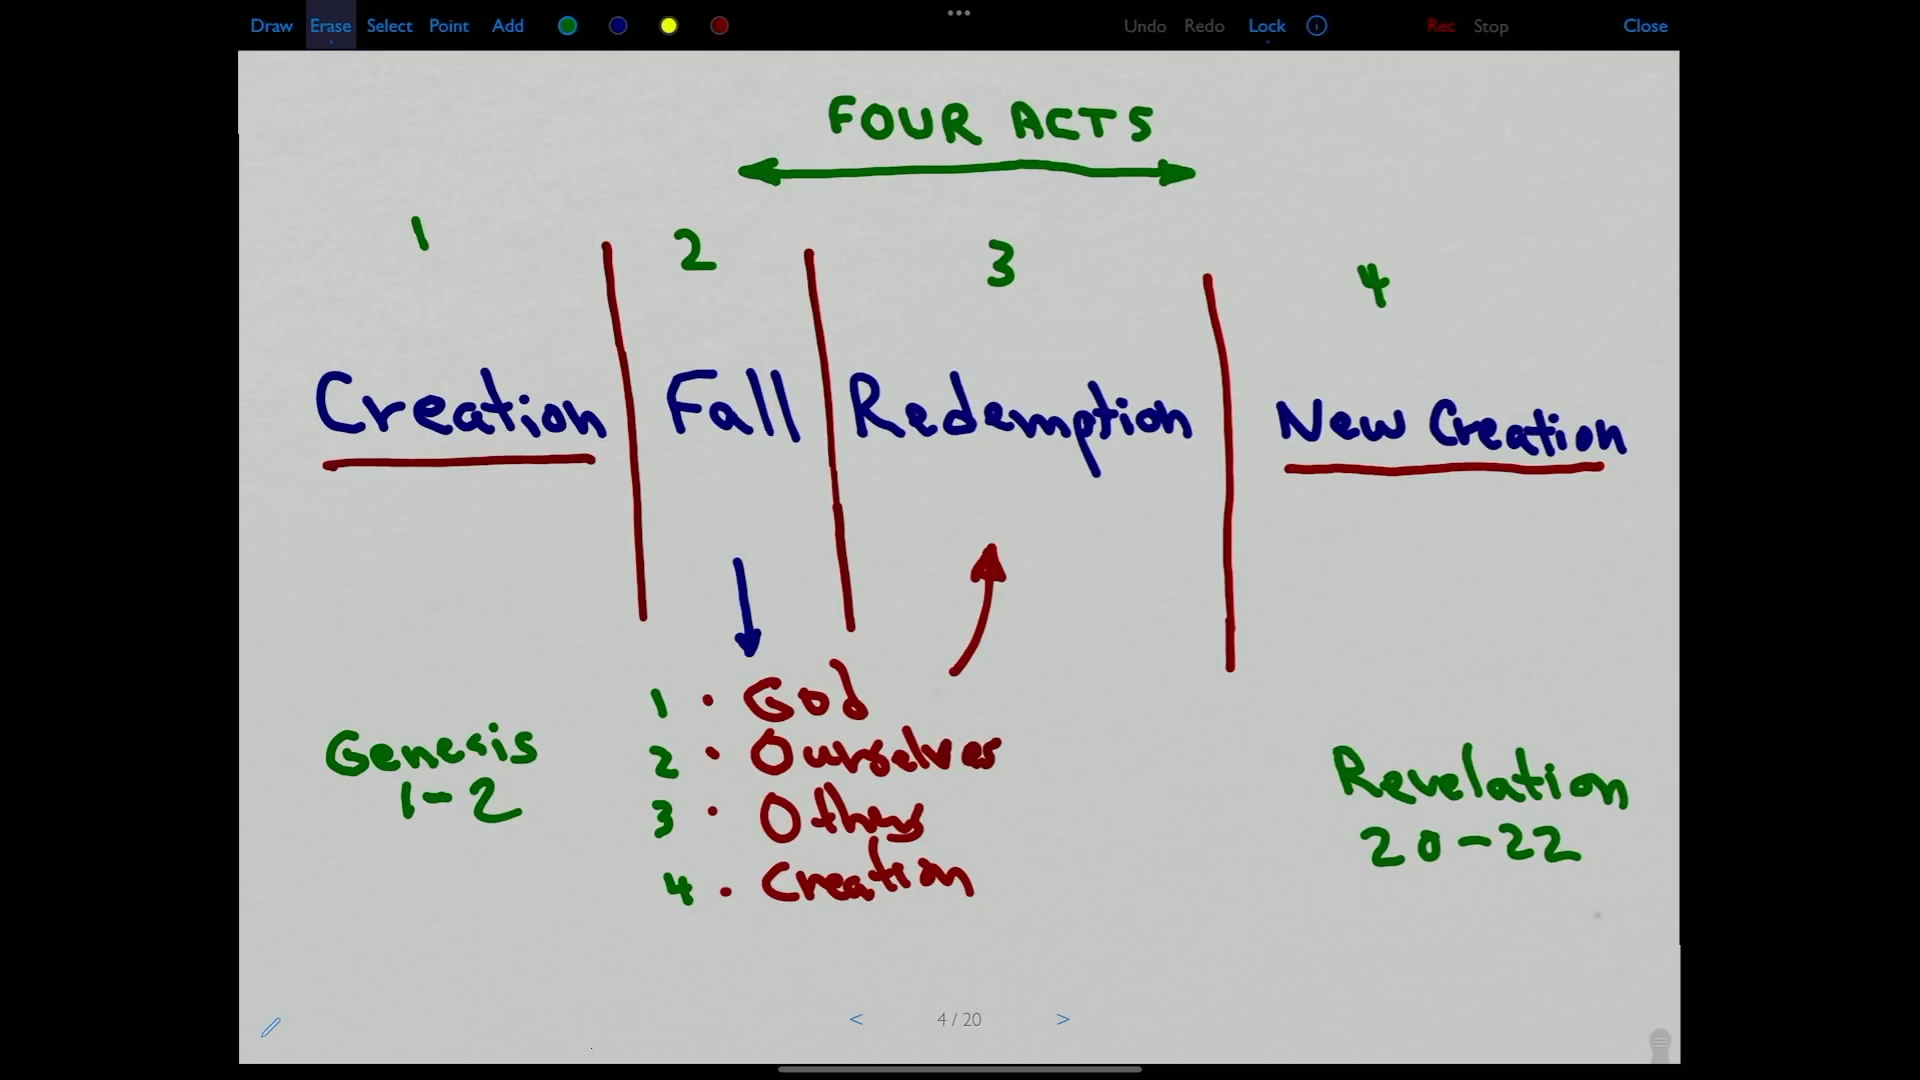 Draw Erase Select Point Add Undo Redo Lock Rec Stop Close
FOUR ACTS
1 2 3 4
Creation Fall Redemption New Creation
1 · God
2 · Ourselves
3 · Others
4 · Creation
Genesis
1-2
Revelation
20-22
< 4 / 20 >